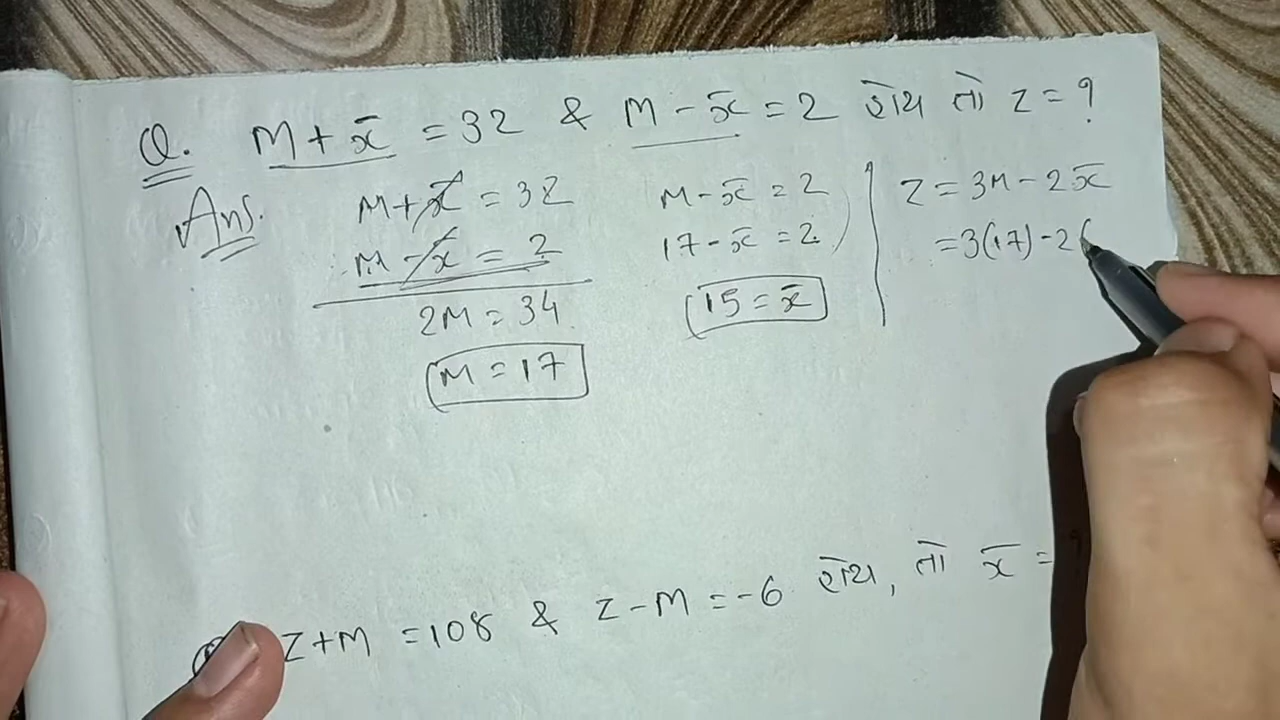 Q. M + x̄ = 32 & M - x̄ = 2 હોય તો Z = ?
Ans.
M + x̄ = 32
M - x̄ = 2
2M = 34
M = 17
M - x̄ = 2
17 - x̄ = 2
15 = x̄
Z = 3M - 2x̄
= 3(17) - 2(
Z + M = 108 & Z - M = -6 હોય, તો x̄ =